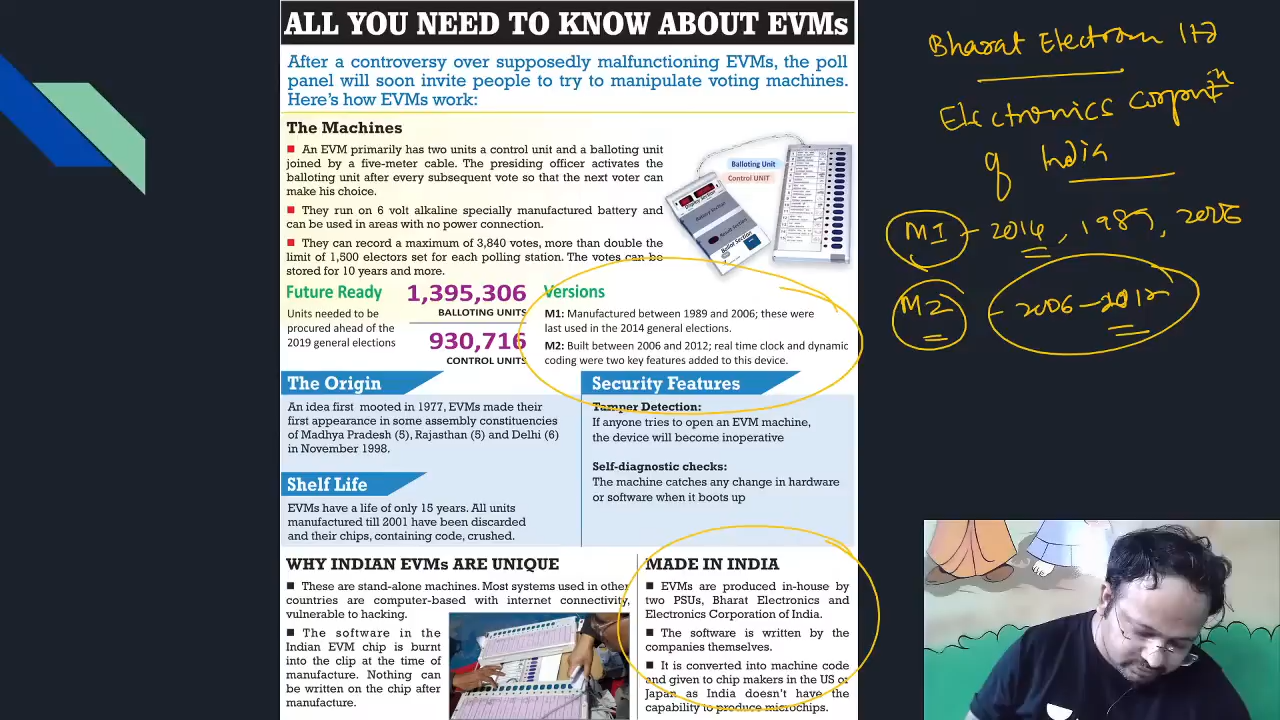 ALL YOU NEED TO KNOW ABOUT EVMs
After a controversy over supposedly malfunctioning EVMs, the poll
panel will soon invite people to try to manipulate voting machines.
Here's how EVMs work:
The Machines
An EVM primarily has two units a control unit and a balloting unit
joined by a five-meter cable. The presiding officer activates the
balloting unit after every subsequent vote so that the next voter can
make his choice.
They run on 6 volt alkaline specially manufactured battery and
can be used in areas with no power connection.
They can record a maximum of 3,840 votes, more than double the
limit of 1,500 electors set for each polling station. The votes can be
stored for 10 years and more.
Balloting Unit
Control UNIT
Future Ready
Units needed to be
procured ahead of the
2019 general elections
1,395,306
BALLOTING UNITS
930,716
CONTROL UNITS
Versions
M1: Manufactured between 1989 and 2006; these were
last used in the 2014 general elections.
M2: Built between 2006 and 2012; real time clock and dynamic
coding were two key features added to this device.
The Origin
An idea first mooted in 1977, EVMs made their
first appearance in some assembly constituencies
of Madhya Pradesh (5), Rajasthan (5) and Delhi (6)
in November 1998.
Shelf Life
EVMs have a life of only 15 years. All units
manufactured till 2001 have been discarded
and their chips, containing code, crushed.
Security Features
Tamper Detection:
If anyone tries to open an EVM machine,
the device will become inoperative
Self-diagnostic checks:
The machine catches any change in hardware
or software when it boots up
WHY INDIAN EVMs ARE UNIQUE
These are stand-alone machines. Most systems used in other
countries are computer-based with internet connectivity,
vulnerable to hacking.
The software in the
Indian EVM chip is burnt
into the clip at the time of
manufacture. Nothing can
be written on the chip after
manufacture.
MADE IN INDIA
EVMs are produced in-house by
two PSUs, Bharat Electronics and
Electronics Corporation of India.
The software is written by the
companies themselves.
It is converted into machine code
and given to chip makers in the US or
Japan as India doesn't have the
capability to produce microchips.
Bharat Electron ltd
Electronics
of India
M1 - 2014, 1989,
M2 - 2006-2012